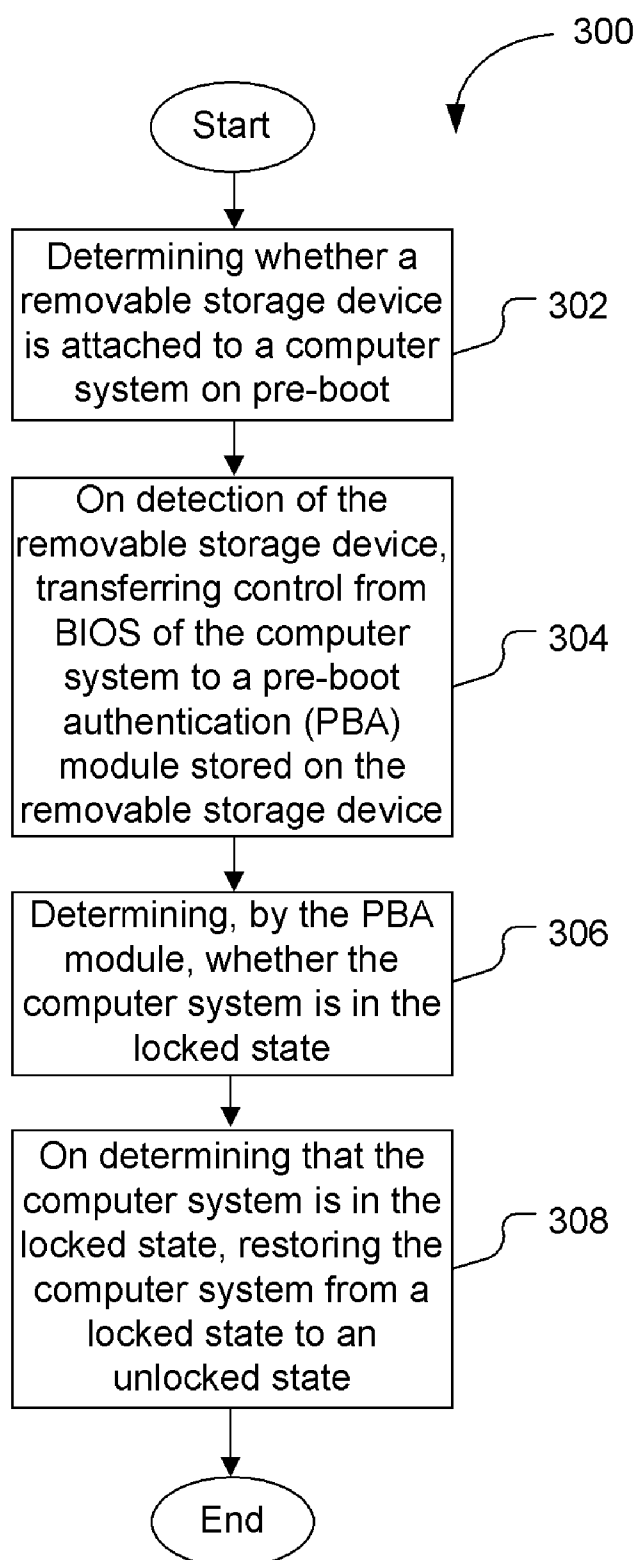 300
Start
Determining whether a
removable storage device
is attached to a computer
system on pre-boot
302
On detection of the
removable storage device,
transferring control from
BIOS of the computer
system to a pre-boot
authentication (PBA)
module stored on the
removable storage device
304
Determining, by the PBA
module, whether the
computer system is in the
locked state
306
On determining that the
computer system is in the
locked state, restoring the
computer system from a
locked state to an
unlocked state
308
End